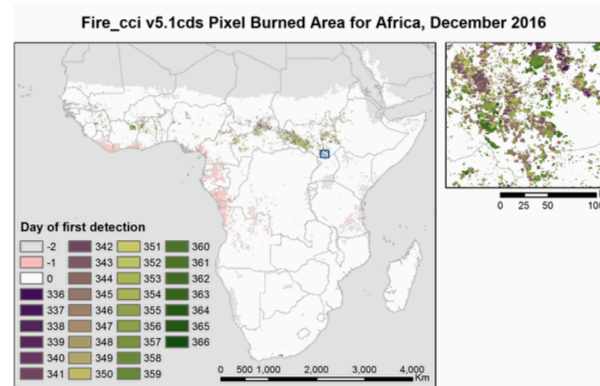 Fire_cci v5.1cds Pixel Burned Area for Africa, December 2016
Day of first detection
-2 342 351 360
-1 343 352 361
0 344 353 362
336 345 354 363
337 346 355 364
338 347 356 365
339 348 357 366
340 349 358
341 350 359
0 500 1,000 2,000 3,000 4,000
Km
0 25 50 100